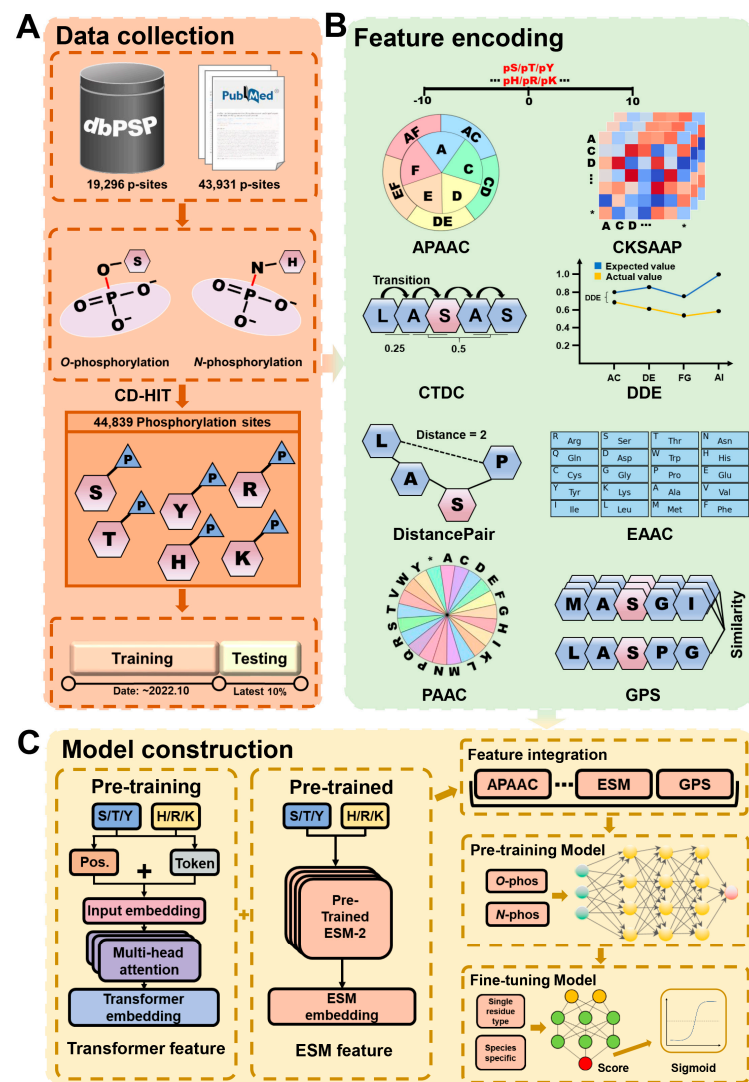 A
Data collection
dbPSP
PubMed
19,296 p-sites
43,931 p-sites
O
S
O
P
O-
O-
N
H
O
P
O-
O-
O-phosphorylation
N-phosphorylation
CD-HIT
44,839 Phosphorylation sites
S
P
T
P
Y
P
H
P
R
P
K
P
Training
Testing
Date: ~2022.10
Latest 10%
B
Feature encoding
pS/pT/pY
··· pH/pR/pK ···
-10
0
10
AF
AC
CD
DE
EF
A
C
D
E
F
APAAC
A
C
D
⋮
*
A C D ··· *
CKSAAP
Transition
L A S A S
0.25
0.5
CTDC
Expected value
Actual value
DDE
1.0
0.8
0.6
0.4
0.2
AC
DE
FG
AI
DDE
L
A
S
P
Distance = 2
DistancePair
R Arg S Ser T Thr N Asn
Q Gln D Asp W Trp H His
C Cys G Gly P Pro E Glu
Y Tyr K Lys A Ala V Val
I Ile L Leu M Met F Phe
EAAC
* A C D E F G H I K L M N P Q R S T V W Y
PAAC
M A S G I
L A S P G
Similarity
GPS
C
Model construction
Pre-training
S/T/Y
H/R/K
Pos.
+
Token
Input embedding
Multi-head
attention
Transformer
embedding
Transformer feature
+
Pre-trained
S/T/Y
H/R/K
Pre-
Trained
ESM-2
ESM
embedding
ESM feature
Feature integration
APAAC
···
ESM
GPS
Pre-training Model
O-phos
N-phos
Fine-tuning Model
Single
residue
type
Species
specific
Score
Sigmoid